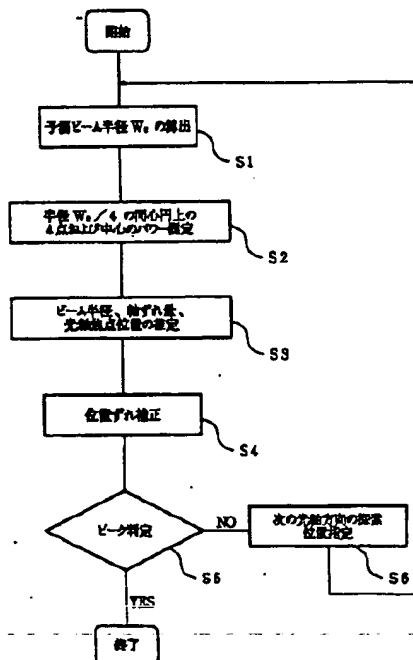 開始
予備ビーム半径W₀の算出
S1
半径W₀/4の同心円上の
4点および中心のパワー測定
S2
ビーム半径、軸ずれ量、
光軸焦点位置の推定
S3
位置ずれ補正
S4
ピーク判定
NO
S5
次の光軸方向の探索
位置指定
S6
YES
終了